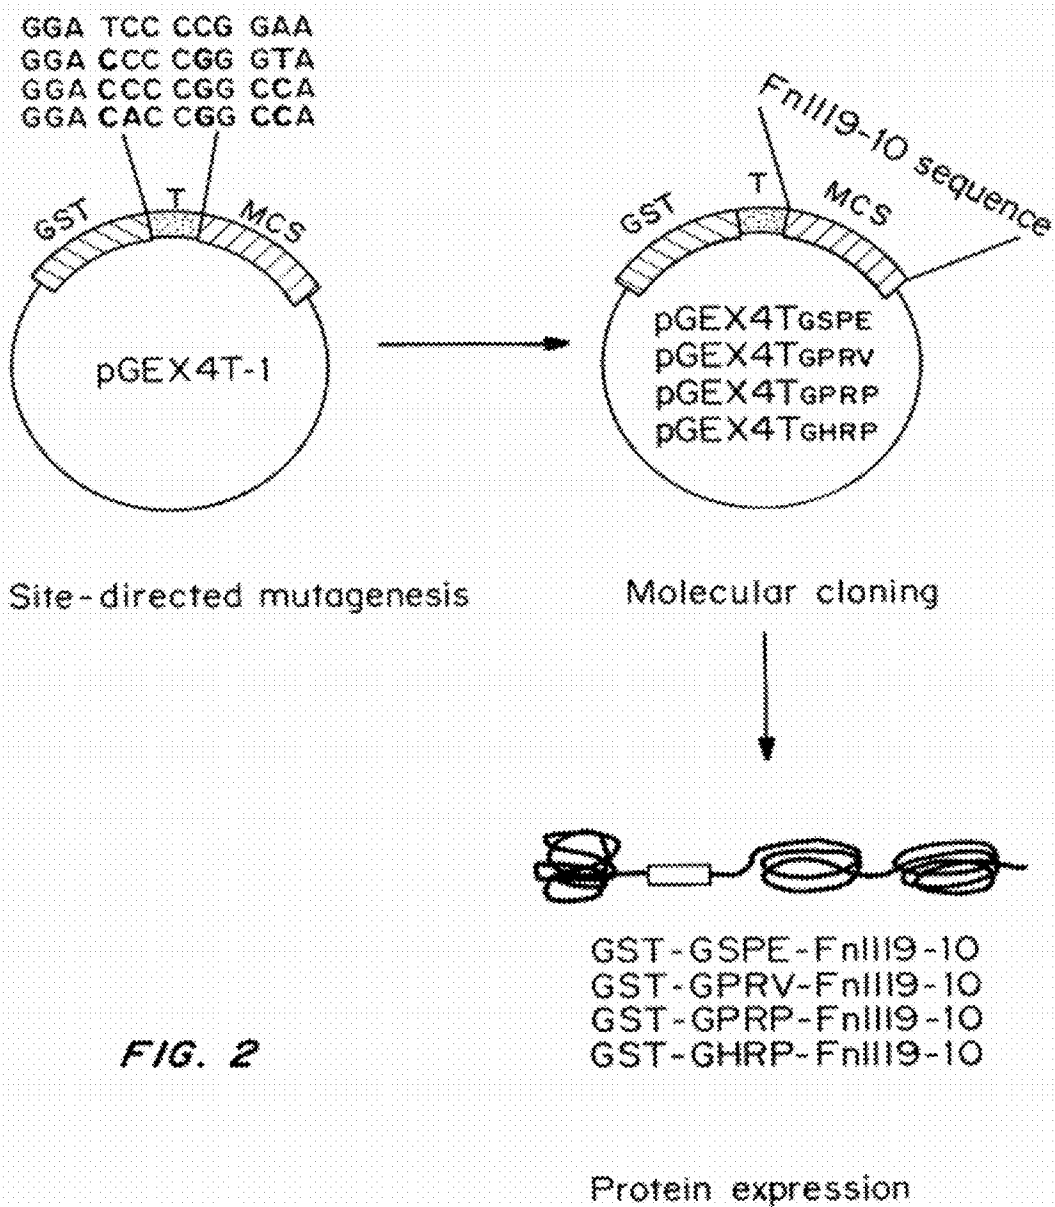 GGA TCC CCG GAA
GGA CCC CGG GTA
GGA CCC CGG CCA
GGA CAC CGG CCA
GST
T
MCS
pGEX4T-1
FnIII9-10 sequence
GST
T
MCS
pGEX4TGSPE
pGEX4TGPRV
pGEX4TGPRP
pGEX4TGHRP
Site-directed mutagenesis
Molecular cloning
GST-GSPE-FnIII9-10
GST-GPRV-FnIII9-10
GST-GPRP-FnIII9-10
GST-GHRP-FnIII9-10
FIG. 2
Protein expression